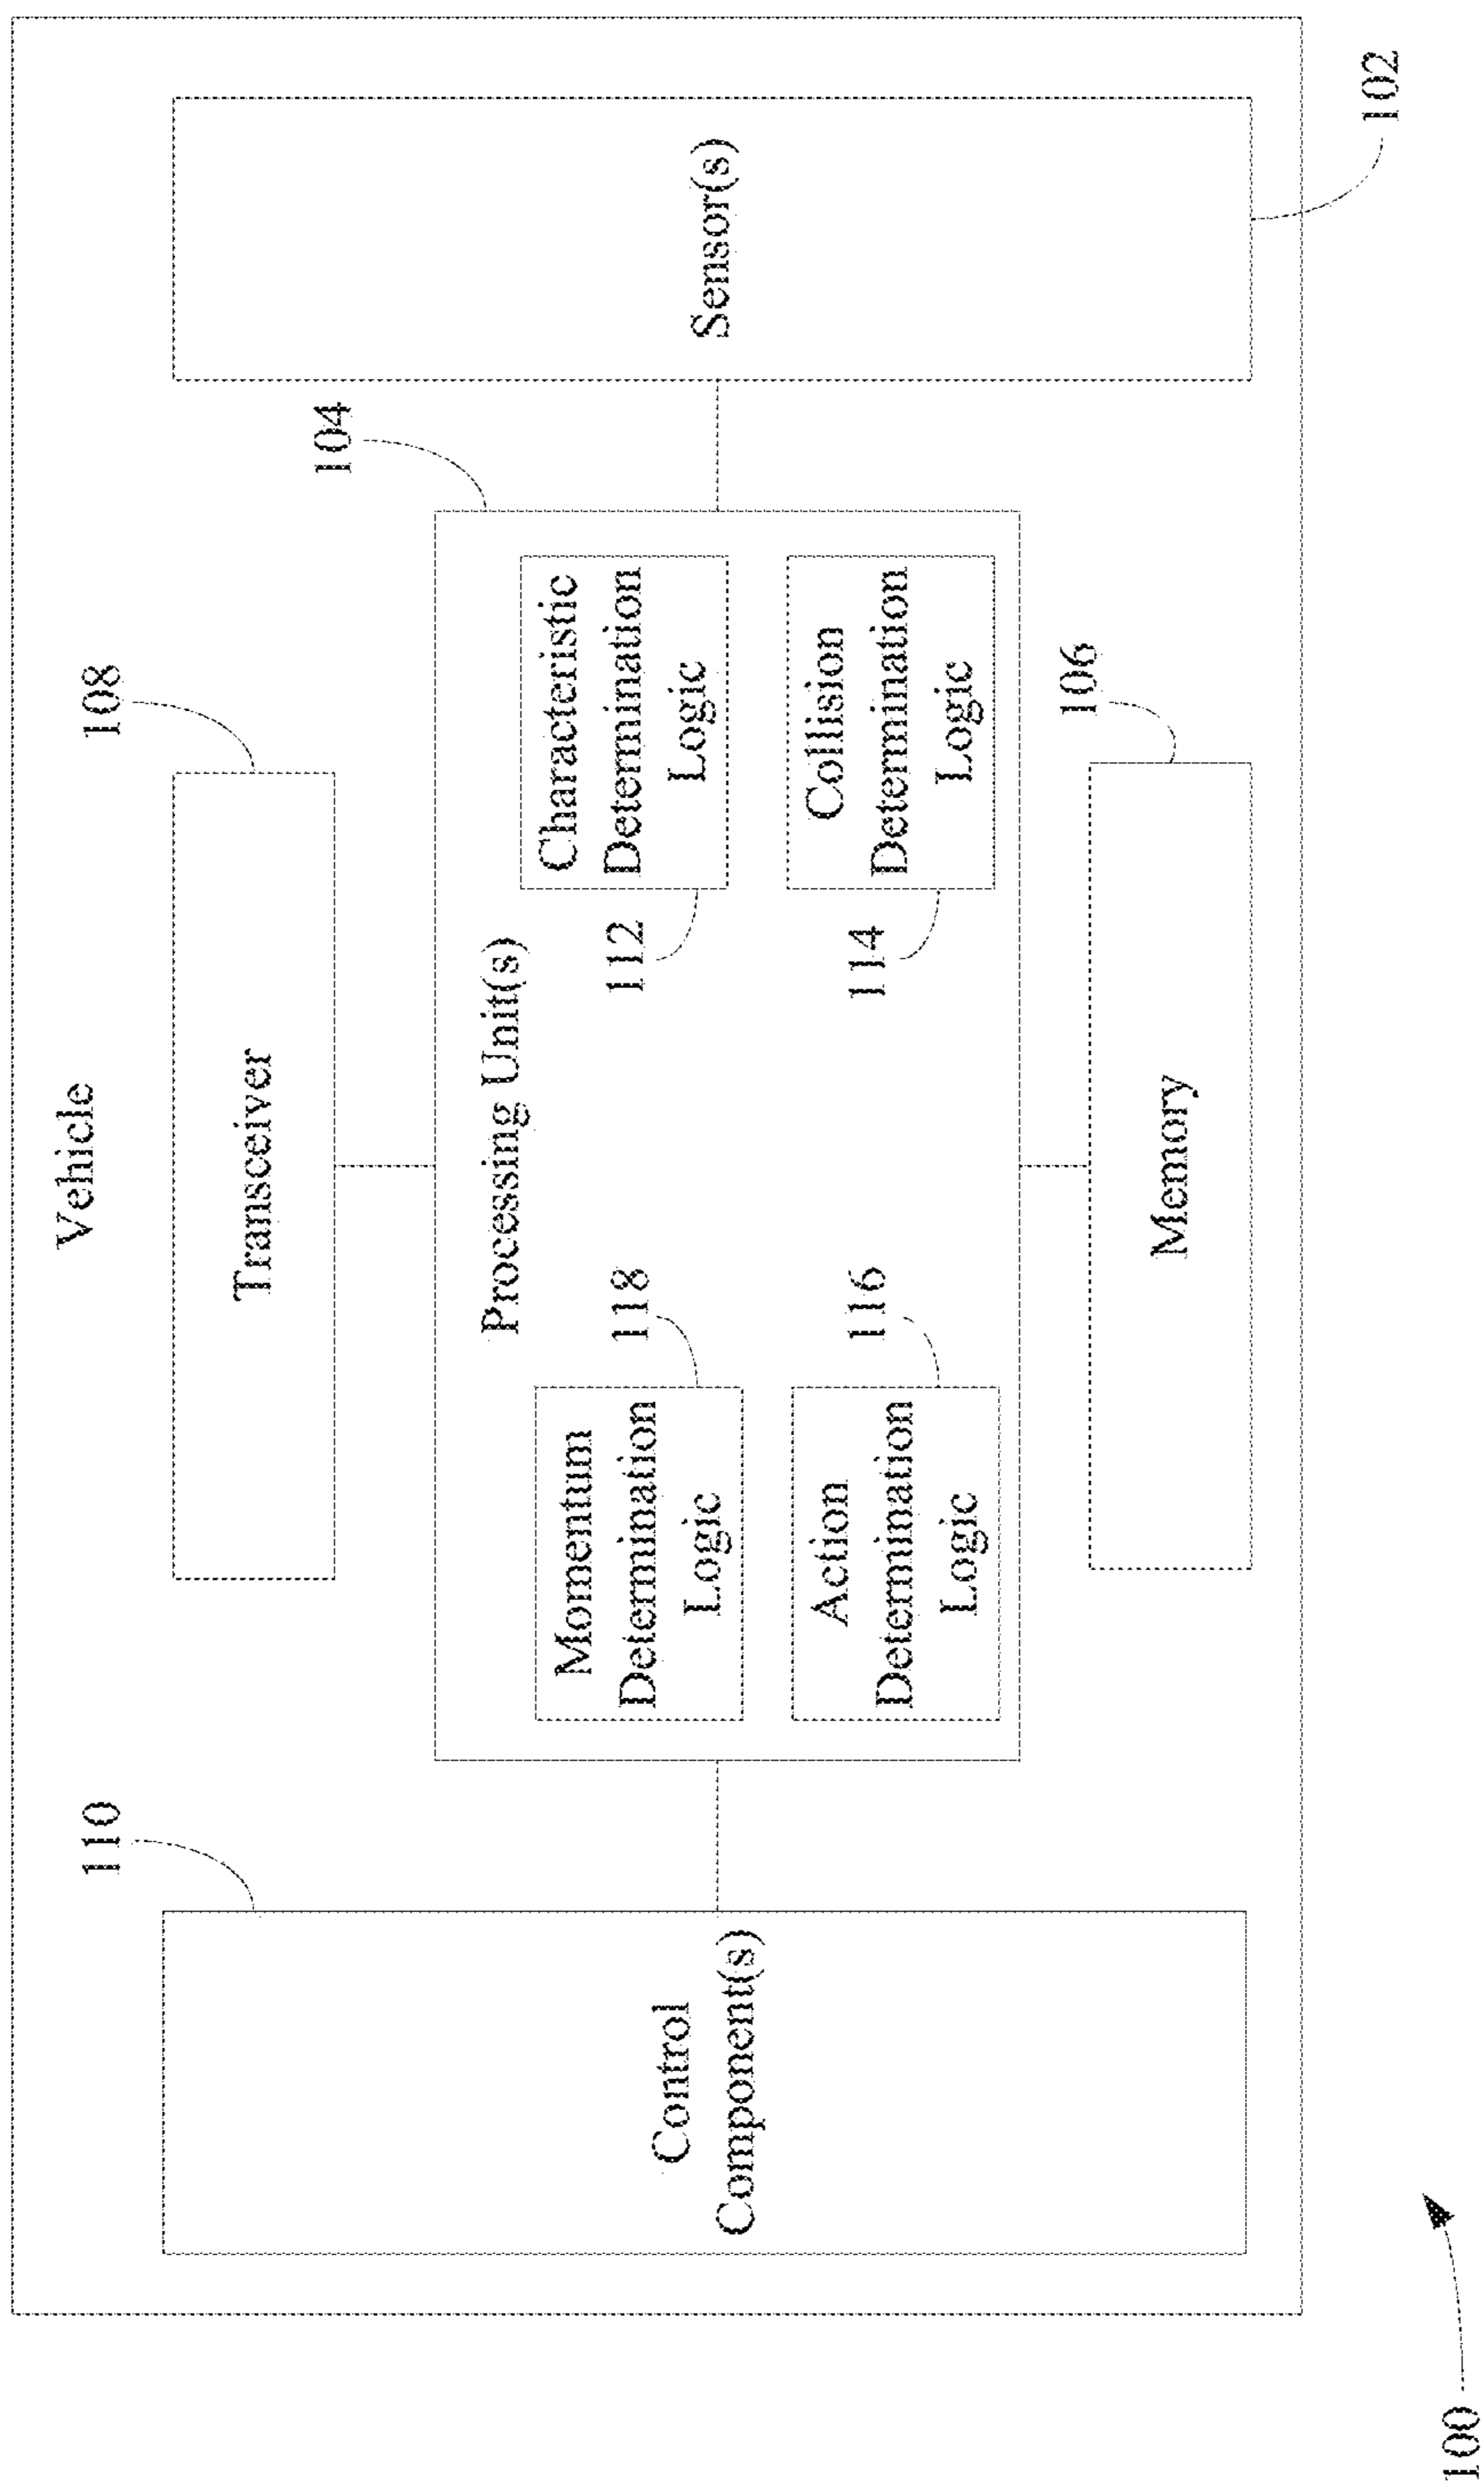 Vehicle
110
108
Transceiver
104
Control
Component(s)
Processing Unit(s)
Momentum
Determination
Logic
118
112
Characteristic
Determination
Logic
Sensor(s)
Action
Determination
Logic
116
114
Collision
Determination
Logic
106
Memory
102
100